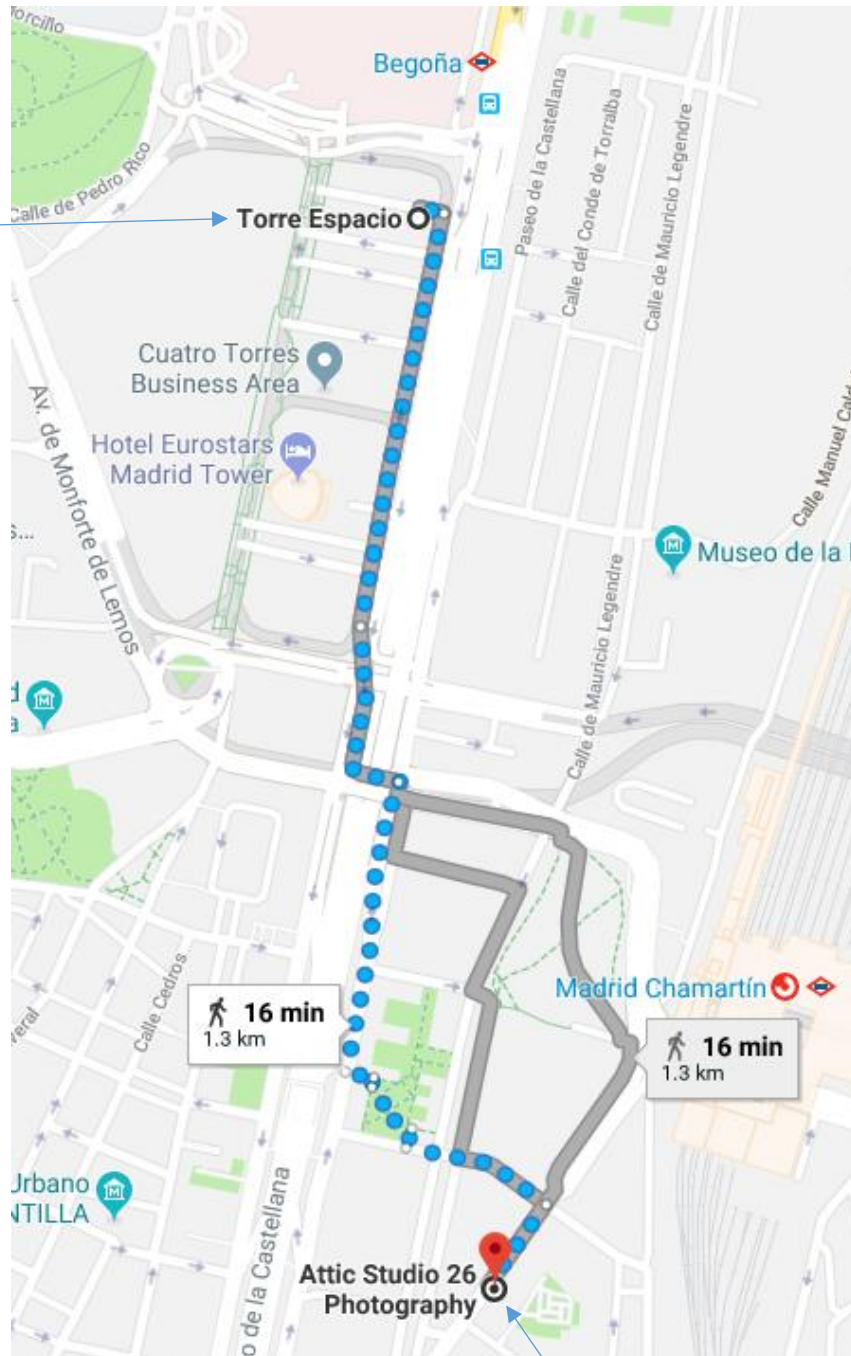 orcillo
Begoña
Calle de Pedro Rico
Torre Espacio
Paseo de la Castellana
Calle del Conde de Torralba
Calle de Mauricio Legendre
Cuatro Torres
Business Area
Hotel Eurostars
Madrid Tower
Av. de Monforte de Lemos
Calle Manuel Cald
s...
Museo de la
Calle de Mauricio Legendre
d
a
Calle Cedros
Madrid Chamartín
16 min
1.3 km
16 min
1.3 km
veral
Urbano
NTILLA
o de la Castellana
Attic Studio 26
Photography